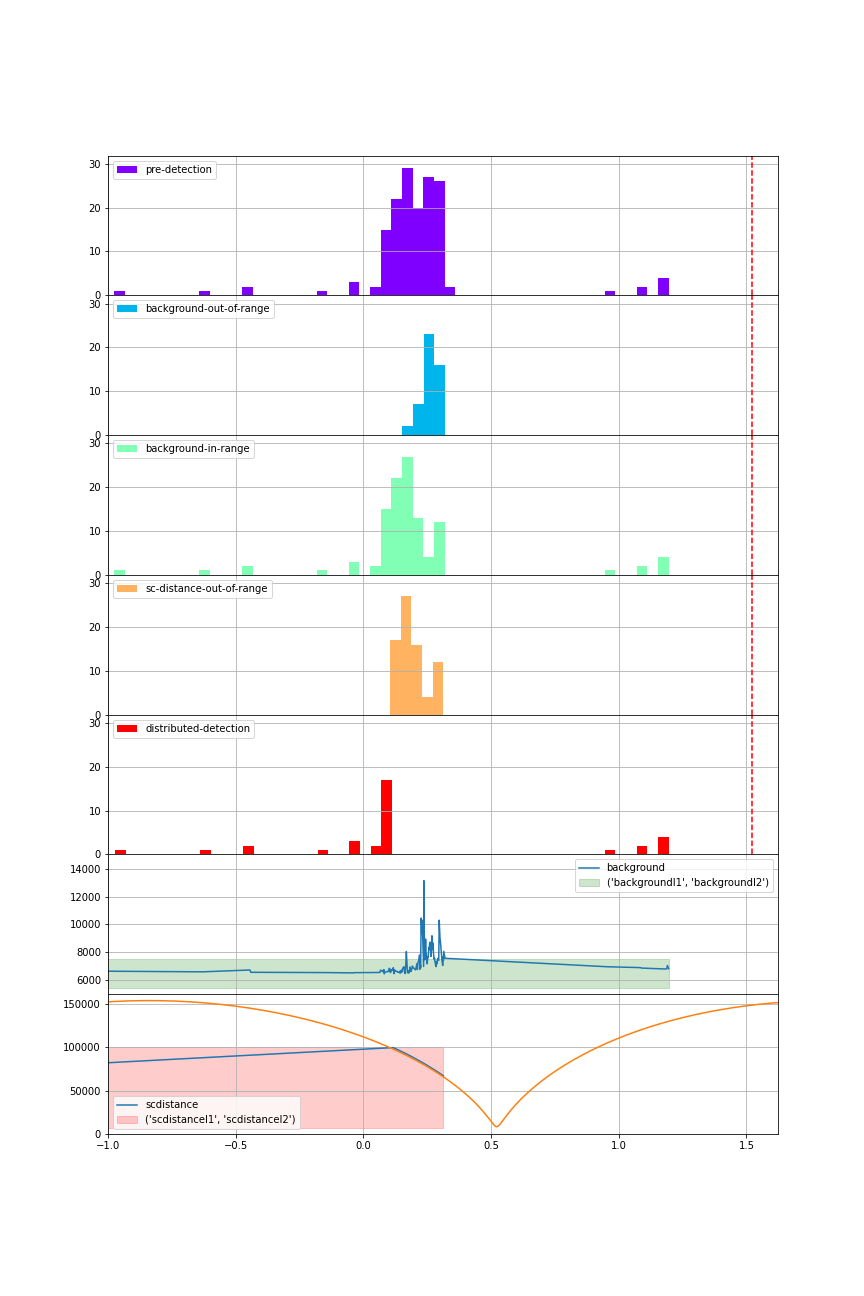 30
pre-detection
20
10
0
30
background-out-of-range
20
10
0
30
background-in-range
20
10
0
30
sc-distance-out-of-range
20
10
0
30
distributed-detection
20
10
0
14000
background
('backgroundl1', 'backgroundl2')
12000
10000
8000
6000
150000
100000
50000
scdistance
('scdistancel1', 'scdistancel2')
0
−1.0 −0.5 0.0 0.5 1.0 1.5